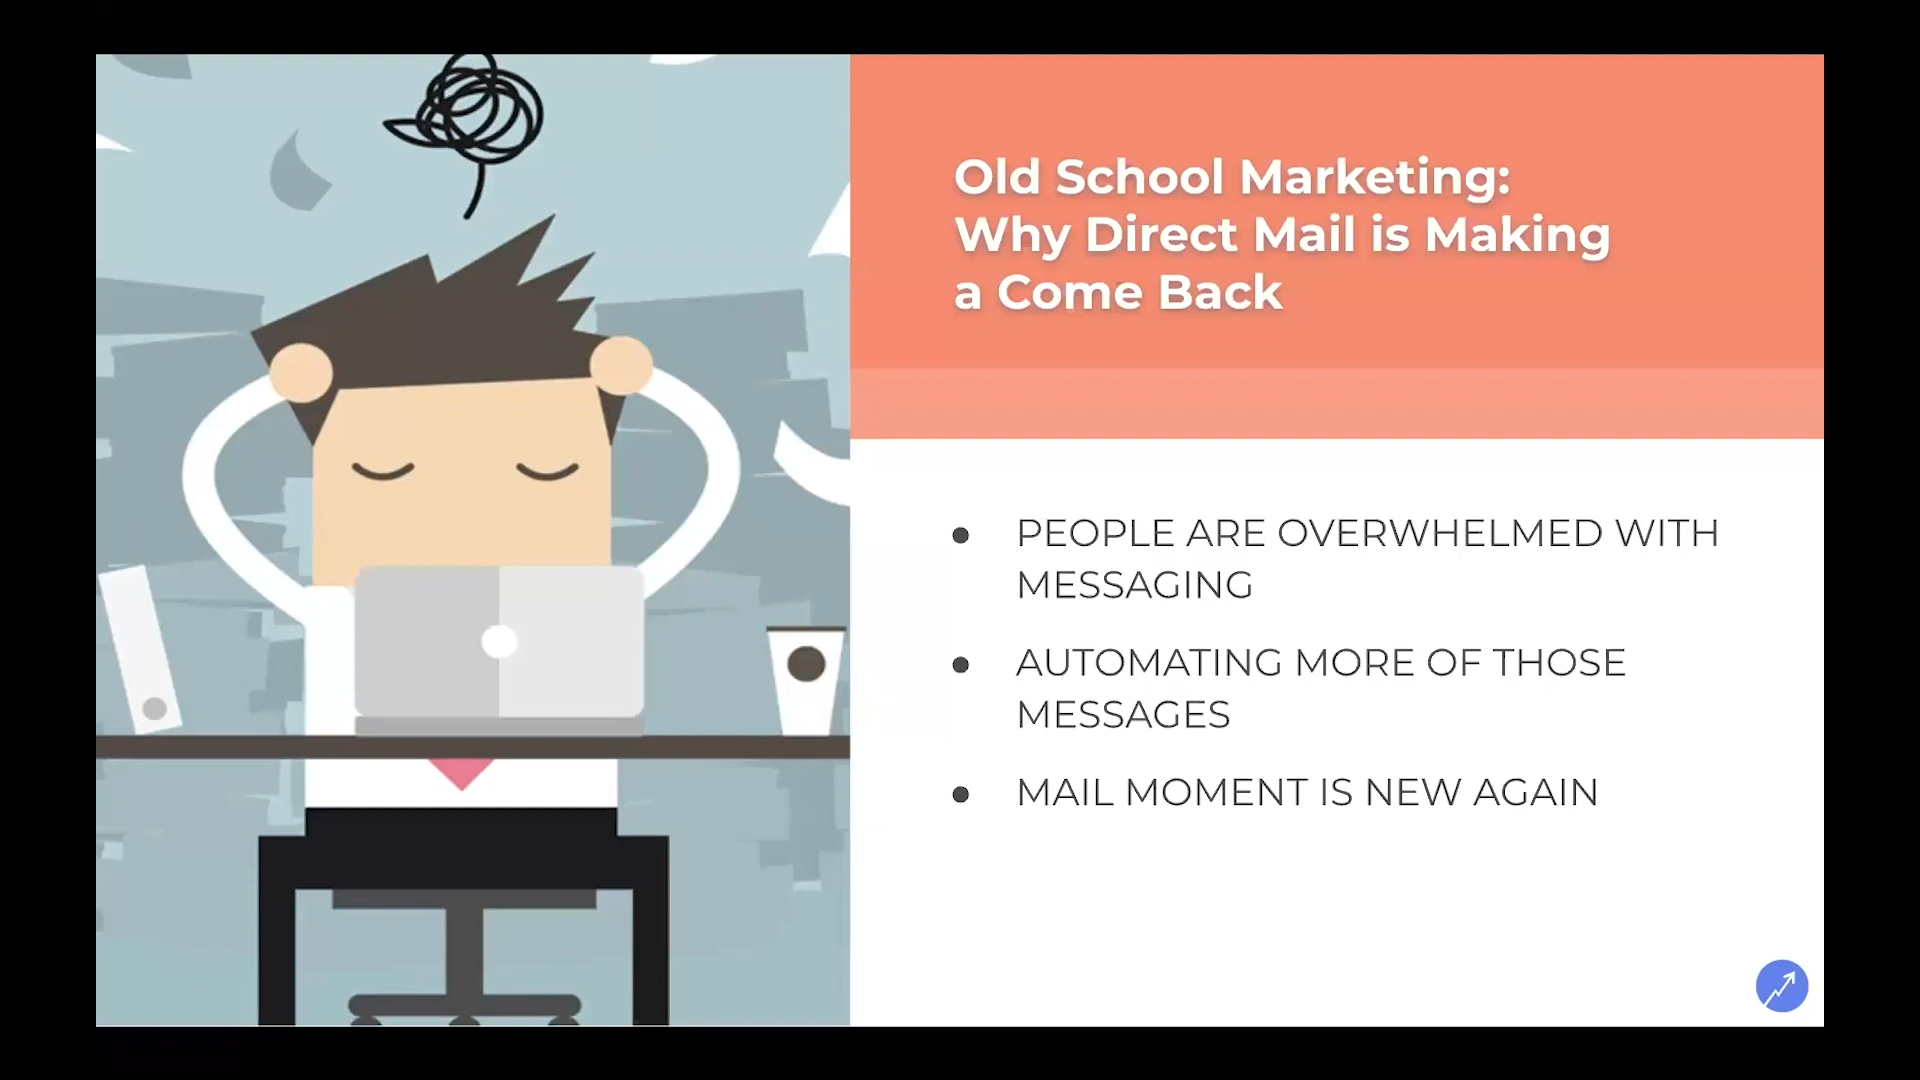 Old School Marketing:
Why Direct Mail is Making
a Come Back
● PEOPLE ARE OVERWHELMED WITH
MESSAGING
● AUTOMATING MORE OF THOSE
MESSAGES
● MAIL MOMENT IS NEW AGAIN